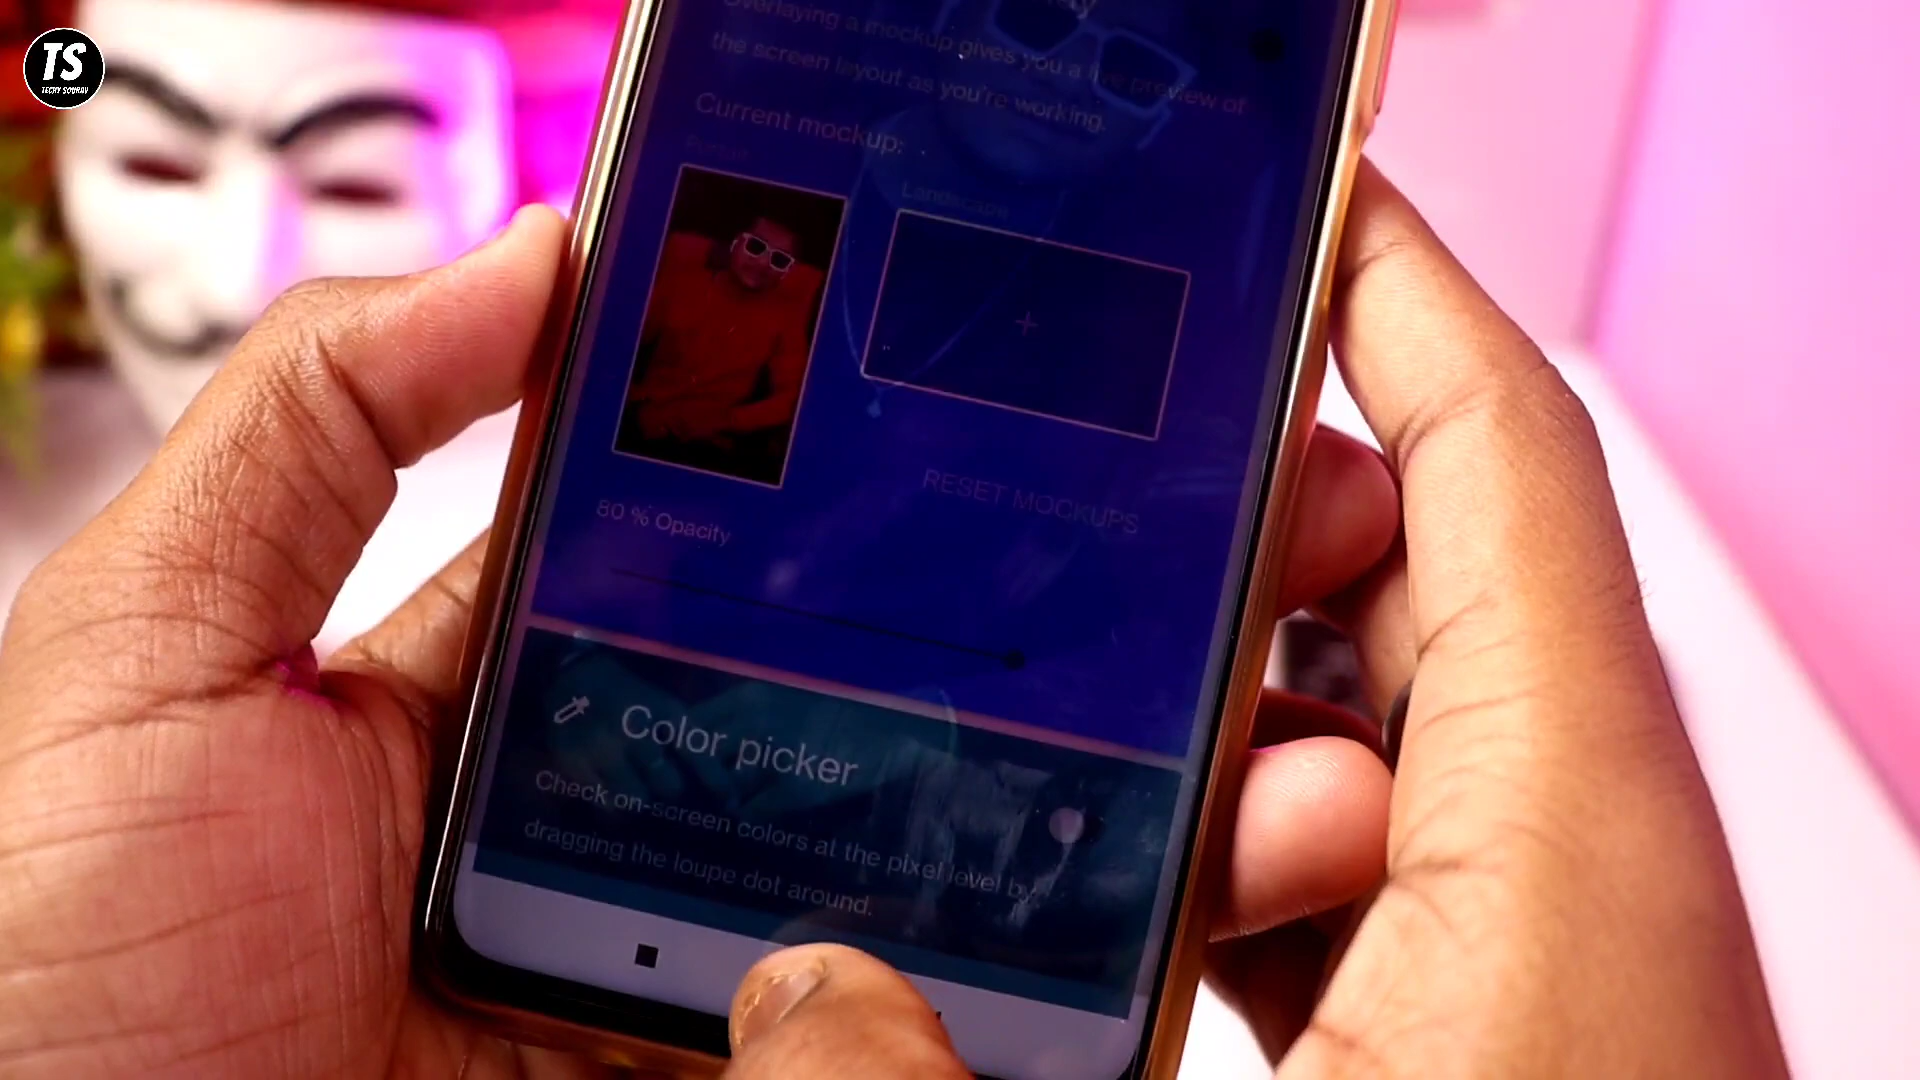 TS
TECHY SOURAV
Overlaying a mockup gives you a live preview of
the screen layout as you're working.
Current mockup:
Portrait
Landscape
RESET MOCKUPS
80 % Opacity
Color picker
Check on-screen colors at the pixel level by
dragging the loupe dot around.